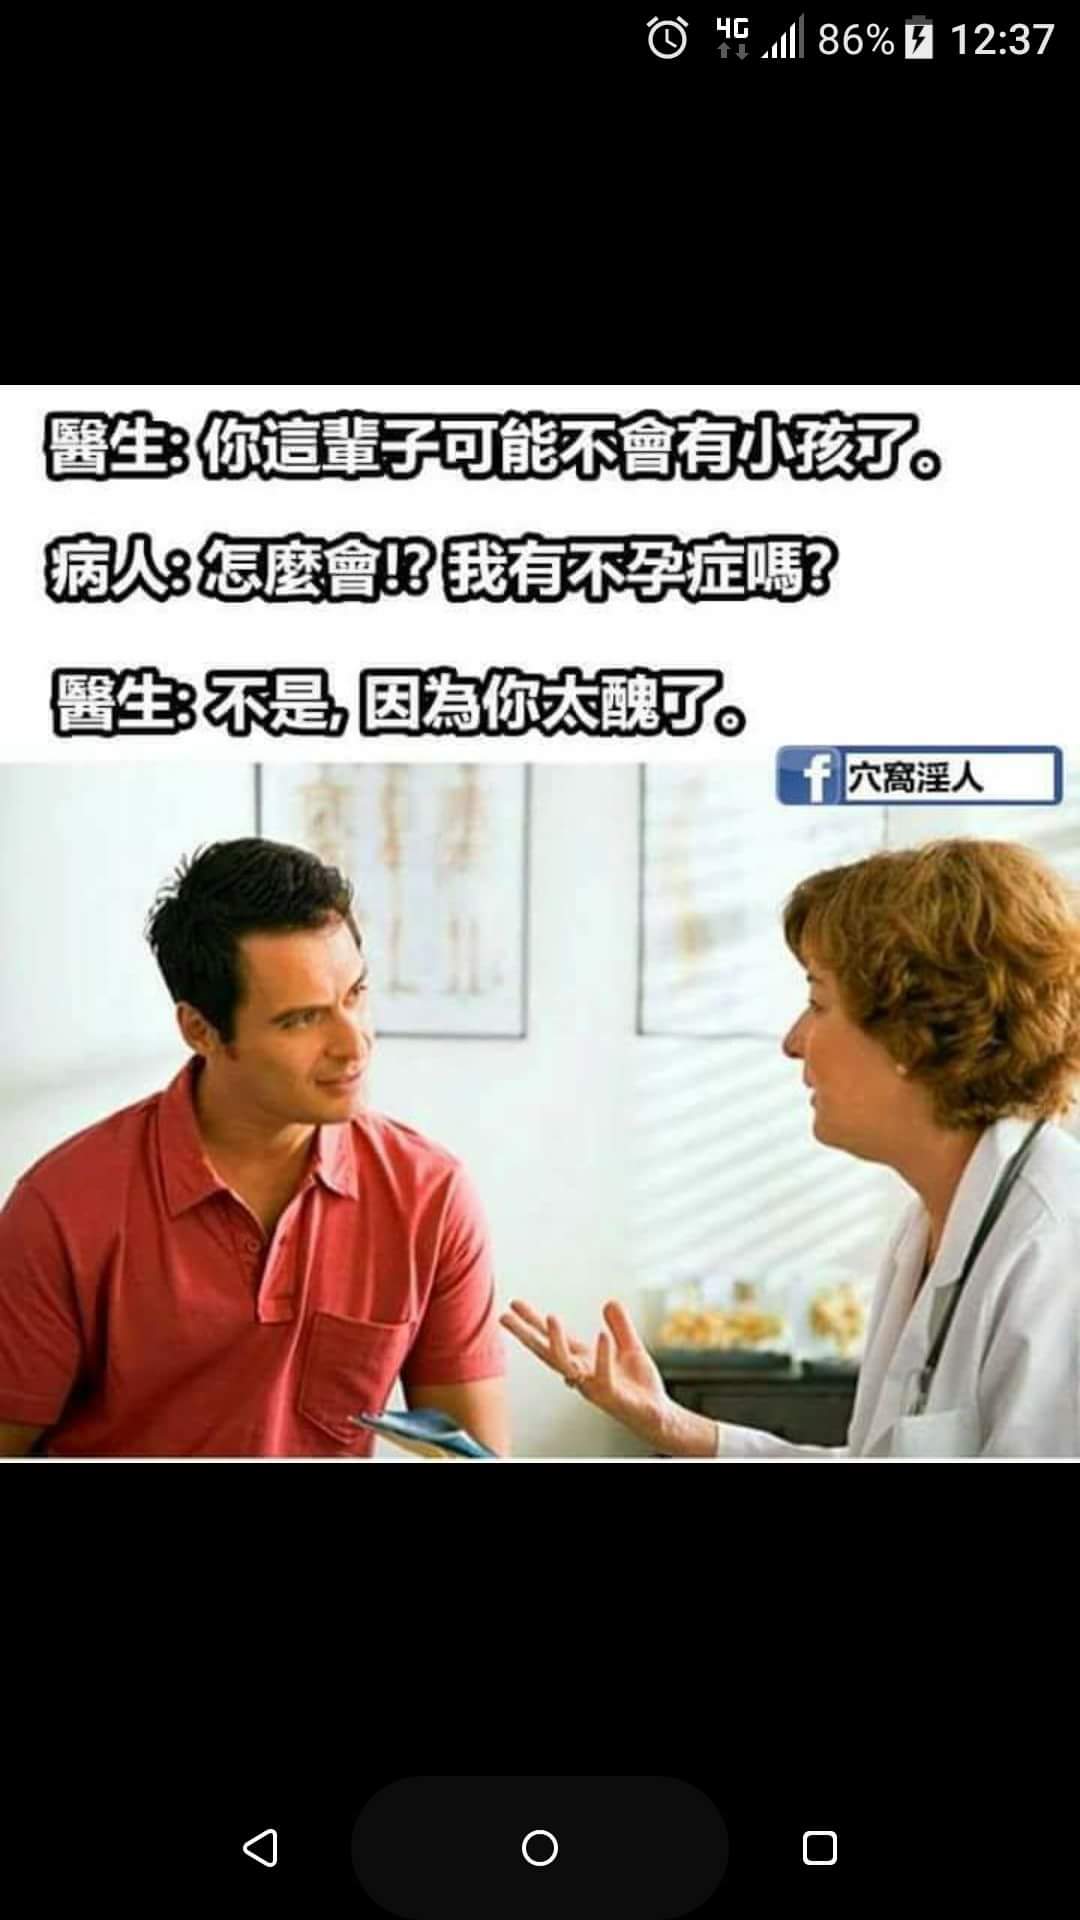 4G 86% 12:37
醫生: 你這輩子可能不會有小孩了。
病人: 怎麼會!? 我有不孕症嗎?
醫生: 不是, 因為你太醜了。
f 穴窩淫人